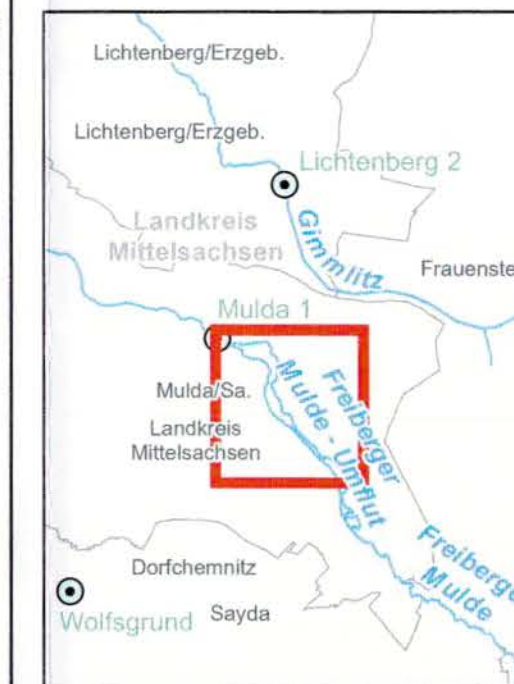 Lichtenberg/Erzgeb.
Lichtenberg/Erzgeb.
Lichtenberg 2
Landkreis
Mittelsachsen
Gimmlitz
Frauenste
Mulda 1
Mulda/Sa.
Landkreis
Mittelsachsen
Freiberger
Mulde - Umflut
Freiberge
Mulde
Dorfchemnitz
Wolfsgrund
Sayda